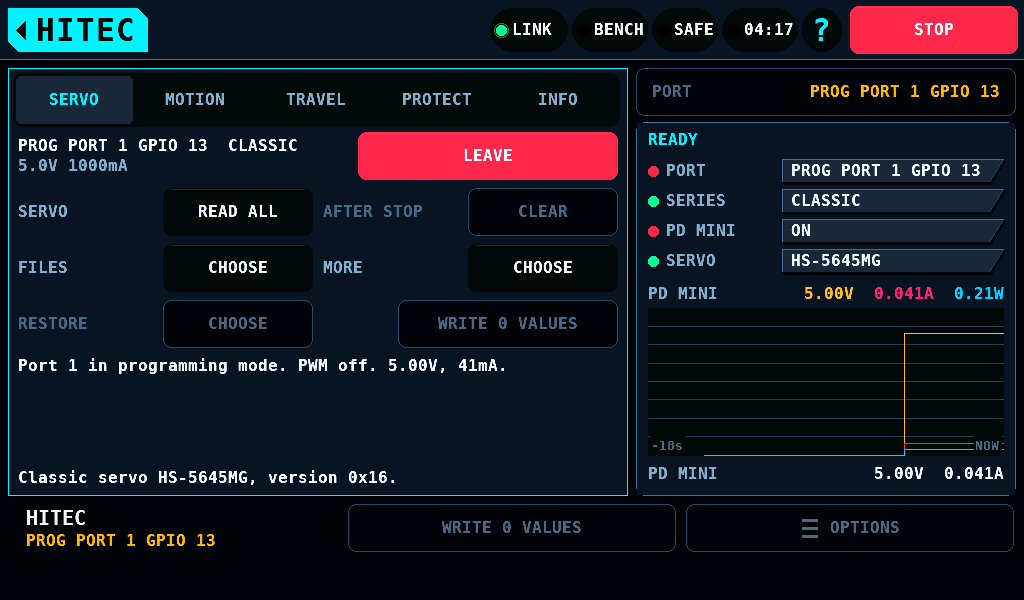 HITEC
LINK
BENCH
SAFE
04:17
?
STOP
SERVO
MOTION
TRAVEL
PROTECT
INFO
PORT
PROG PORT 1 GPIO 13
PROG PORT 1 GPIO 13  CLASSIC
5.0V 1000mA
LEAVE
SERVO
READ ALL
AFTER STOP
CLEAR
FILES
CHOOSE
MORE
CHOOSE
RESTORE
CHOOSE
WRITE 0 VALUES
Port 1 in programming mode. PWM off. 5.00V, 41mA.
Classic servo HS-5645MG, version 0x16.
READY
PORT
PROG PORT 1 GPIO 13
SERIES
CLASSIC
PD MINI
ON
SERVO
HS-5645MG
PD MINI
5.00V
0.041A
0.21W
-18s
NOW
PD MINI
5.00V
0.041A
HITEC
PROG PORT 1 GPIO 13
WRITE 0 VALUES
OPTIONS